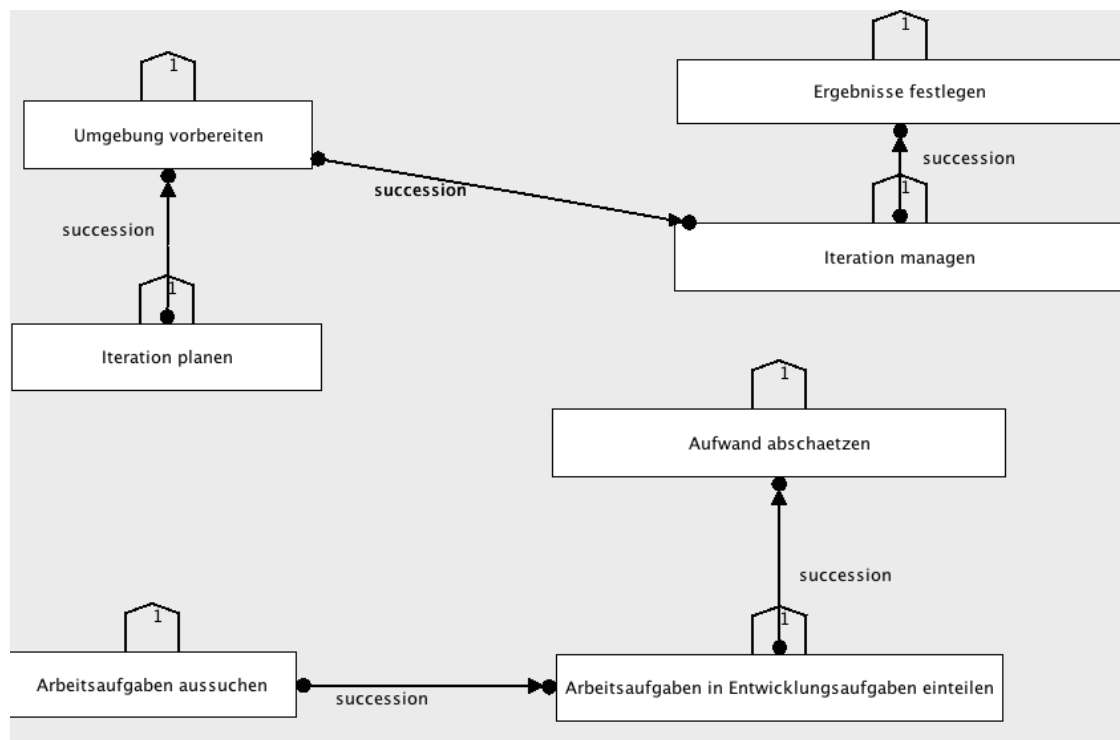 1
Ergebnisse festlegen
1
Umgebung vorbereiten
succession
succession
1
succession
Iteration managen
1
Iteration planen
1
Aufwand abschaetzen
succession
1
1
Arbeitsaufgaben aussuchen
succession
Arbeitsaufgaben in Entwicklungsaufgaben einteilen